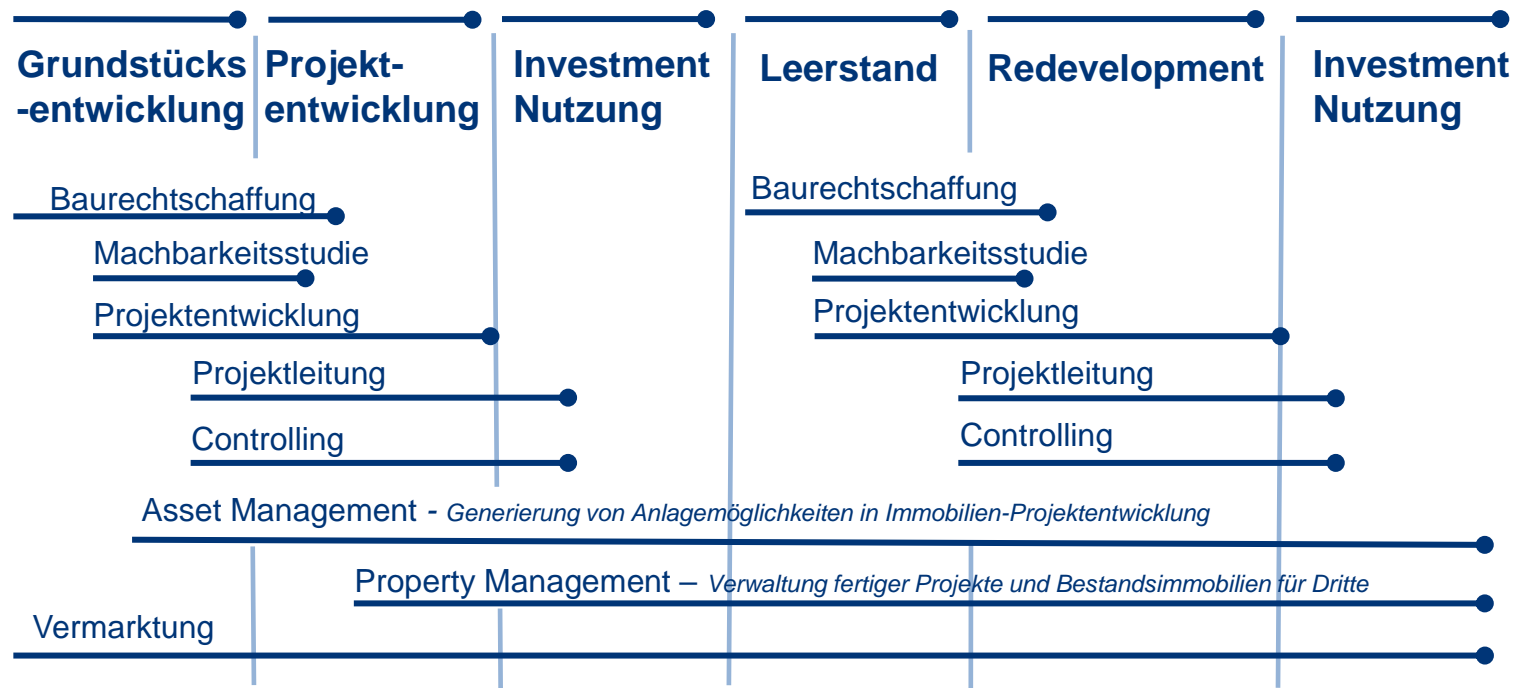 Grundstücks
-entwicklung
Projekt-
entwicklung
Investment
Nutzung
Leerstand
Redevelopment
Investment
Nutzung
Baurechtschaffung
Machbarkeitsstudie
Projektentwicklung
Projektleitung
Controlling
Baurechtschaffung
Machbarkeitsstudie
Projektentwicklung
Projektleitung
Controlling
Asset Management - Generierung von Anlagemöglichkeiten in Immobilien-Projektentwicklung
Property Management – Verwaltung fertiger Projekte und Bestandsimmobilien für Dritte
Vermarktung